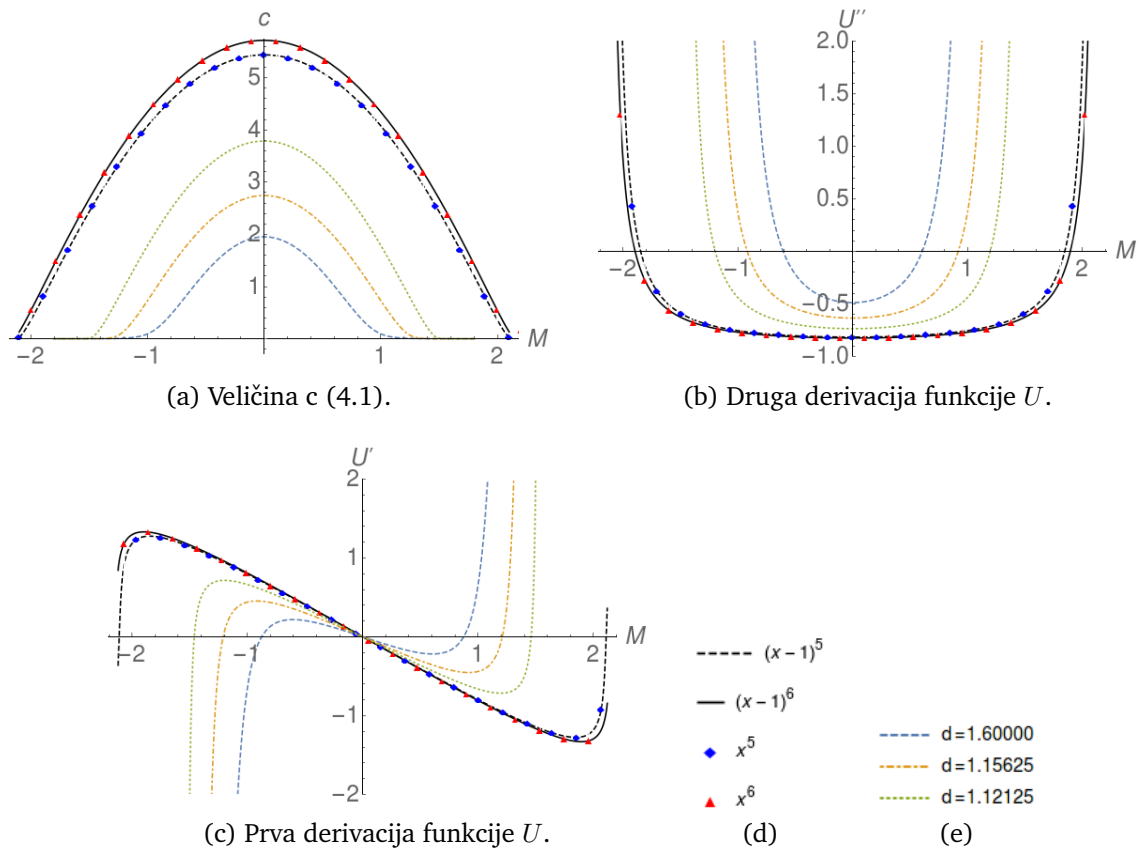 c
5
4
3
2
1
−2 −1 1 2 M
(a) Veličina c (4.1).
U′′
2.0
1.5
1.0
0.5
−2 −1 1 2 M
−0.5
−1.0
(b) Druga derivacija funkcije U.
U′
2
1
−2 −1 1 2 M
−1
−2
(c) Prva derivacija funkcije U.
(x − 1)⁵
(x − 1)⁶
x⁵
x⁶
(d)
d=1.60000
d=1.15625
d=1.12125
(e)